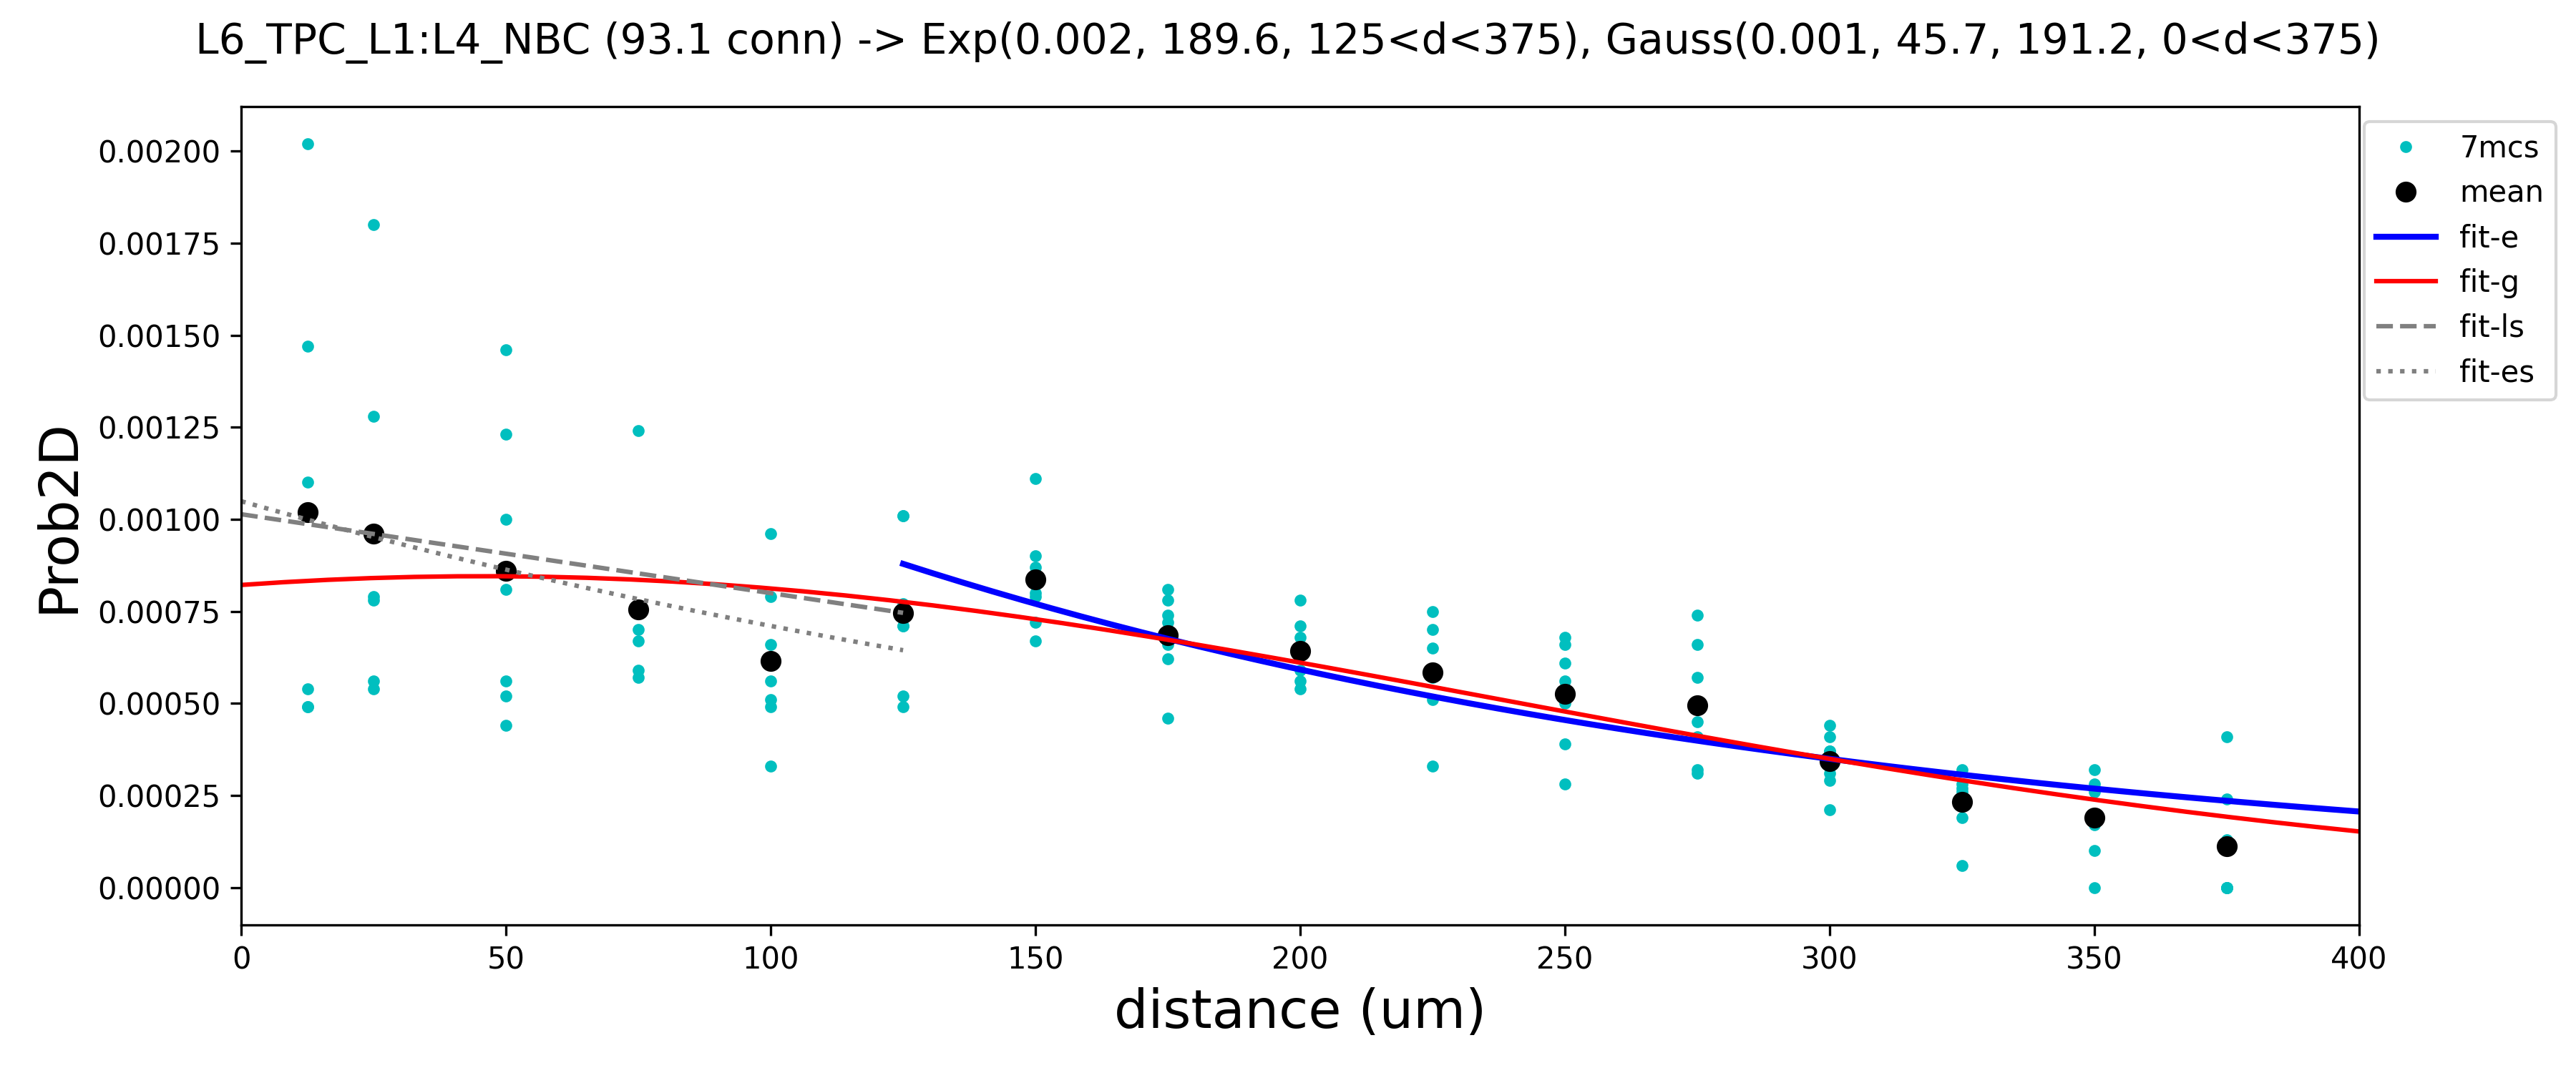 L6_TPC_L1:L4_NBC (93.1 conn) -> Exp(0.002, 189.6, 125<d<375), Gauss(0.001, 45.7, 191.2, 0<d<375)
Prob2D
0.00200
0.00175
0.00150
0.00125
0.00100
0.00075
0.00050
0.00025
0.00000
0 50 100 150 200 250 300 350 400
distance (um)
7mcs
mean
fit-e
fit-g
fit-ls
fit-es